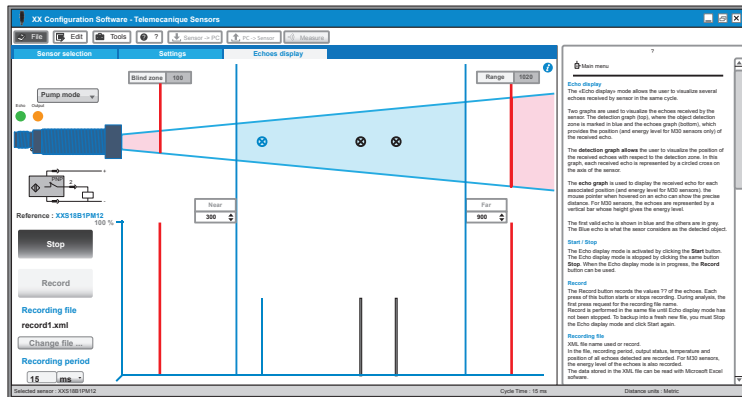 XX Configuration Software - Telemecanique Sensors
File Edit Tools ? Sensor -> PC PC -> Sensor Measure
Sensor selection Settings Echoes display
Blind zone 100
Range 1020
Pump mode
Echo Output
PNP
2
+
-
Reference : XXS18B1PM12
100 %
Near
300
Far
900
Stop
Record
Recording file
record1.xml
Change file ...
Recording period
15 ms
Selected sensor : XXS18B1PM12 Cycle Time : 15 ms Distance units : Metric
?
Main menu
Echo display
The «Echo display» mode allows the user to visualize several
echoes received by sensor in the same cycle.
Two graphs are used to visualize the echoes received by the
sensor. The detection graph (top), where the object detection
zone is marked in blue and the echoes graph (bottom), which
provides the position (and energy level for M30 sensors only) of
the received echo.
The detection graph allows the user to visualize the position of
the received echoes with respect to the detection zone. In this
graph, each received echo is represented by a circled cross on
the axis of the sensor.
The echo graph is used to display the received echo for each
associated position (and energy level for M30 sensors). the
mouse pointer when hovered on an echo can show the precise
distance. For M30 sensors, the echoes are represented by a
vertical bar whose height gives the energy level.
The first valid echo is shown in blue and the others are in grey.
The Blue echo is what the sesor considers as the detected object.
Start / Stop
The Echo display mode is activated by clicking the Start button.
The Echo display mode is stopped by clicking the same button
Stop. When the Echo display mode is in progress, the Record
button can be used.
Record
The Record button records the values ?? of the echoes. Each
press of this button starts or stops recording. During analysis, the
first press request for the recording file name.
Record is performed in the same file until Echo display mode has
not been stopped. To backup into a fresh new file, you must Stop
the Echo display mode and click Start again.
Recording file
XML file name used or record.
In the file, recording period, output status, temperature and
position of all echoes detected are recorded. For M30 sensors,
the energy level of the echoes is also recorded.
The data stored in the XML file can be read with Microsoft Excel
sofware.